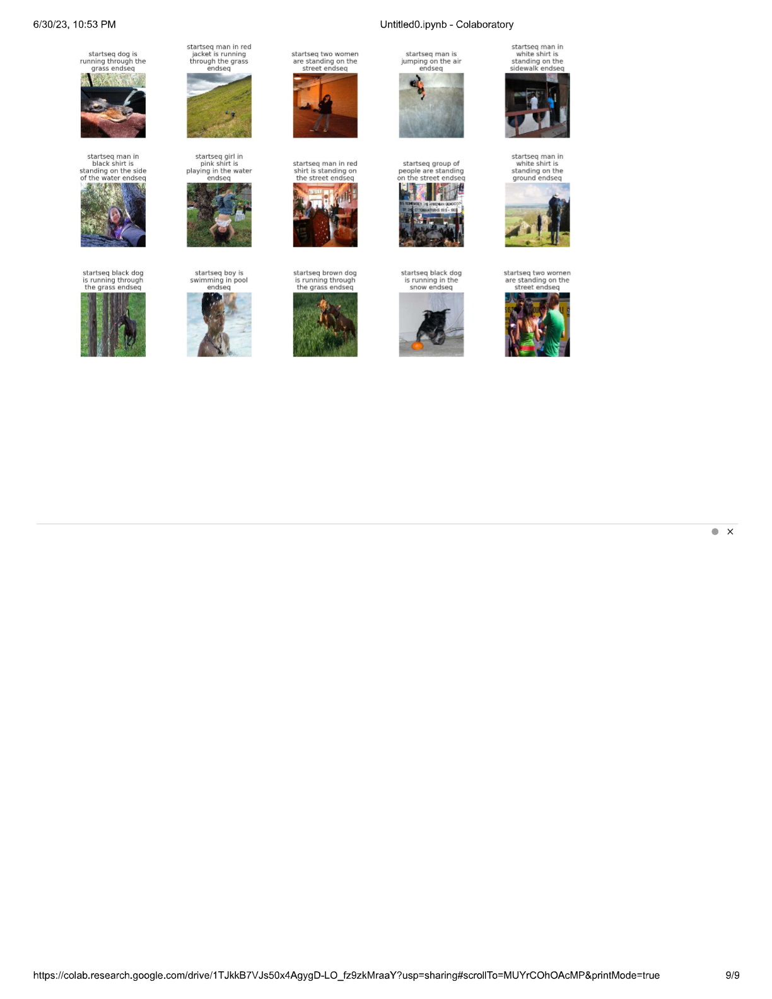 6/30/23, 10:53 PM
Untitled0.ipynb - Colaboratory
startseq dog is
running through the
grass endseq
startseq man in red
jacket is running
through the grass
endseq
startseq two women
are standing on the
street endseq
startseq man is
jumping on the air
endseq
startseq man in
white shirt is
standing on the
sidewalk endseq
startseq man in
black shirt is
standing on the side
of the water endseq
startseq girl in
pink shirt is
playing in the water
endseq
startseq man in red
shirt is standing on
the street endseq
startseq group of
people are standing
on the street endseq
WE REMEMBER THE ARMENIAN GENOCIDE
OTTOMAN TURKS 1915 - 1923
startseq man in
white shirt is
standing on the
ground endseq
startseq black dog
is running through
the grass endseq
startseq boy is
swimming in pool
endseq
startseq brown dog
is running through
the grass endseq
startseq black dog
is running in the
snow endseq
startseq two women
are standing on the
street endseq
https://colab.research.google.com/drive/1TJkkB7VJs50x4AgygD-LO_fz9zkMraaY?usp=sharing#scrollTo=MUYrCOhOAcMP&printMode=true
9/9